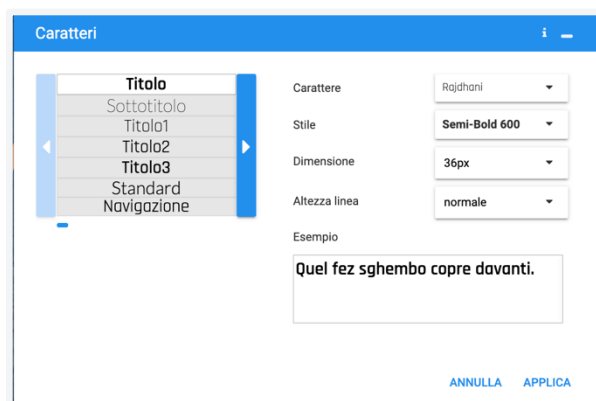 Caratteri
i
Titolo
Sottotitolo
Titolo1
Titolo2
Titolo3
Standard
Navigazione
Carattere
Rajdhani
Stile
Semi-Bold 600
Dimensione
36px
Altezza linea
normale
Esempio
Quel fez sghembo copre davanti.
ANNULLA
APPLICA